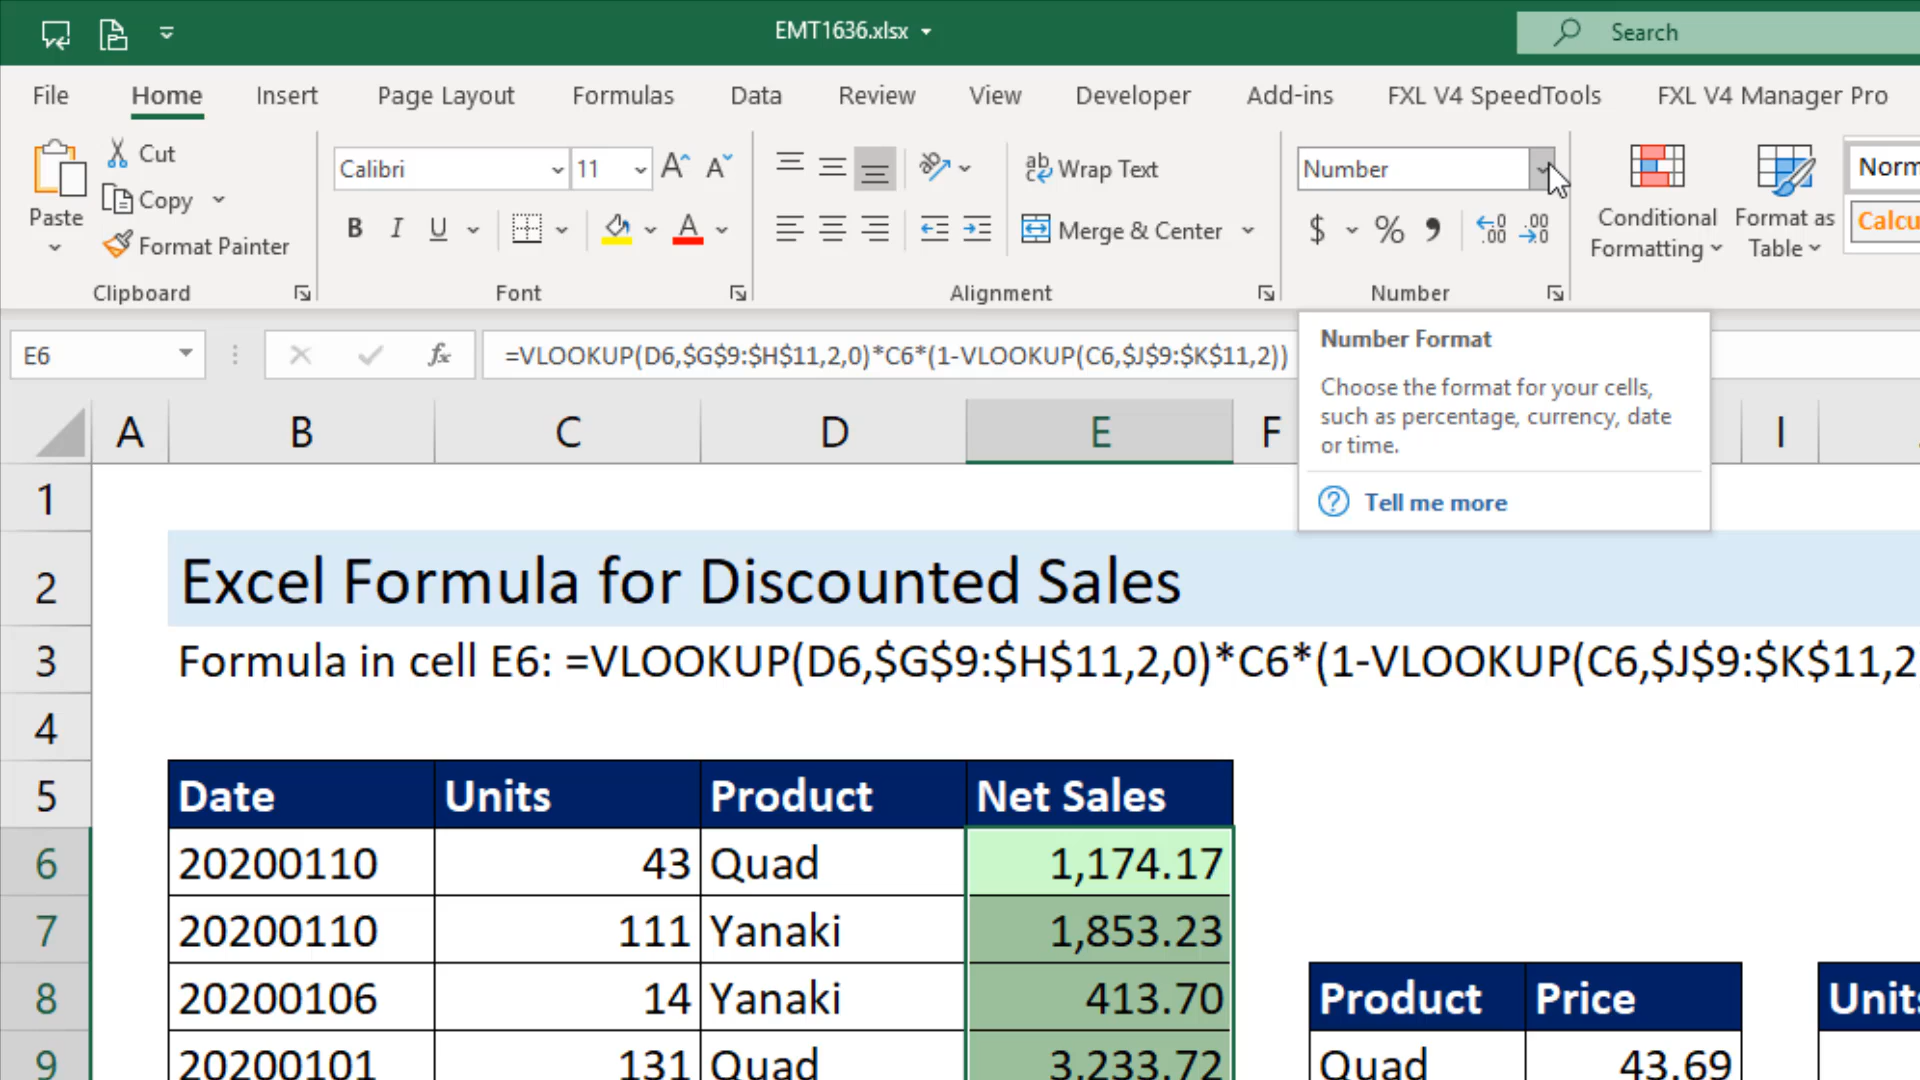 EMT1636.xlsx
Search
File Home Insert Page Layout Formulas Data Review View Developer Add-ins FXL V4 SpeedTools FXL V4 Manager Pro
Paste
Cut
Copy
Format Painter
Clipboard
Calibri 11
B I U A
Font
Wrap Text
Merge & Center
Alignment
Number
$ % 9 .00 .00
Number
Conditional
Formatting
Format as
Table
E6
fx
=VLOOKUP(D6,$G$9:$H$11,2,0)*C6*(1-VLOOKUP(C6,$J$9:$K$11,2))
Number Format
Choose the format for your cells,
such as percentage, currency, date
or time.
Tell me more
A B C D E F I
1
2 Excel Formula for Discounted Sales
3 Formula in cell E6: =VLOOKUP(D6,$G$9:$H$11,2,0)*C6*(1-VLOOKUP(C6,$J$9:$K$11,2
4
5 Date Units Product Net Sales
6 20200110 43 Quad 1,174.17
7 20200110 111 Yanaki 1,853.23
8 20200106 14 Yanaki 413.70 Product Price Units
9 20200101 131 Quad 3,233.72 Quad 43.69